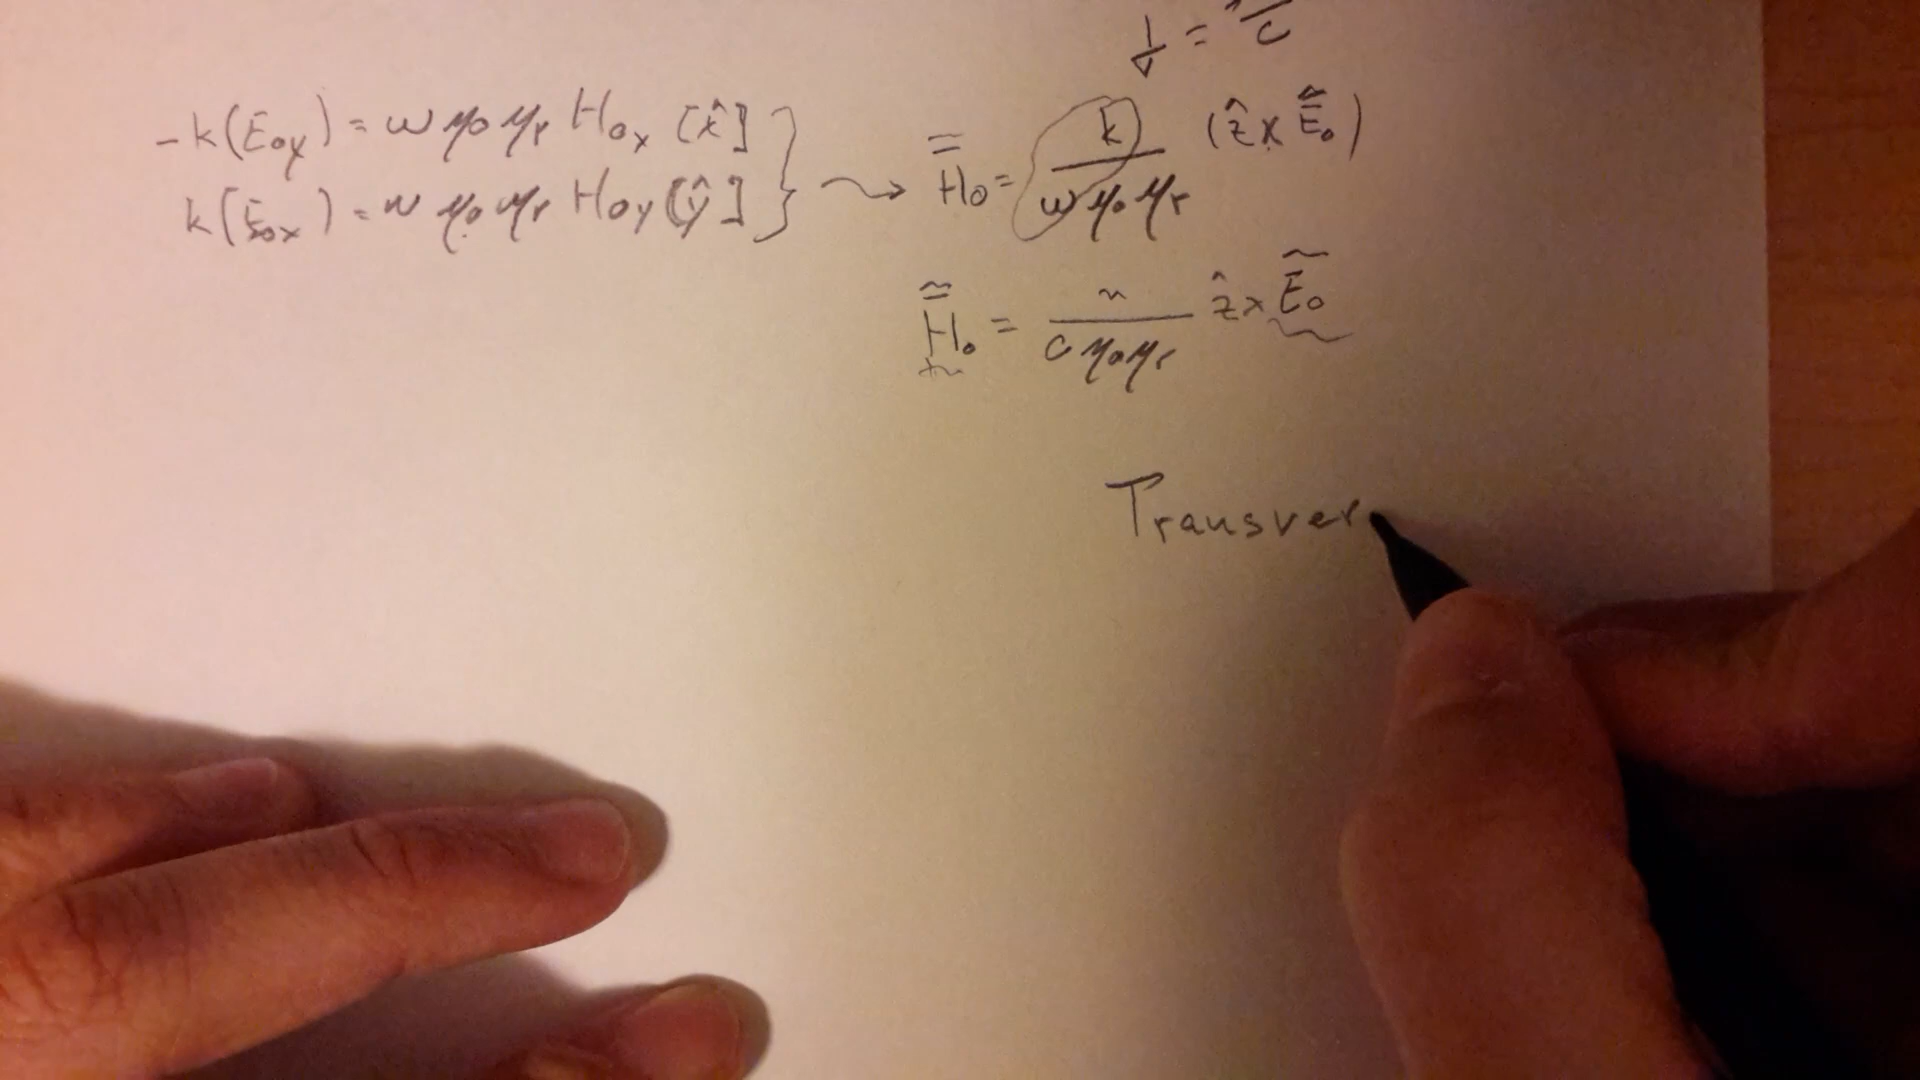 1/v = n/c
-k(E₀y) = ω μ₀ μr H₀x [x̂]
k(E₀x) = ω μ₀ μr H₀y [ŷ]
H₀ = k/(ω μ₀ μr) (ẑ × E₀)
H₀ = n/(c μ₀ μr) ẑ × E₀
Transver